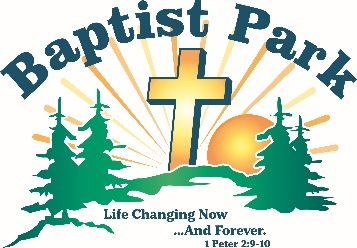 Baptist Park
Life Changing Now
...And Forever.
1 Peter 2:9-10